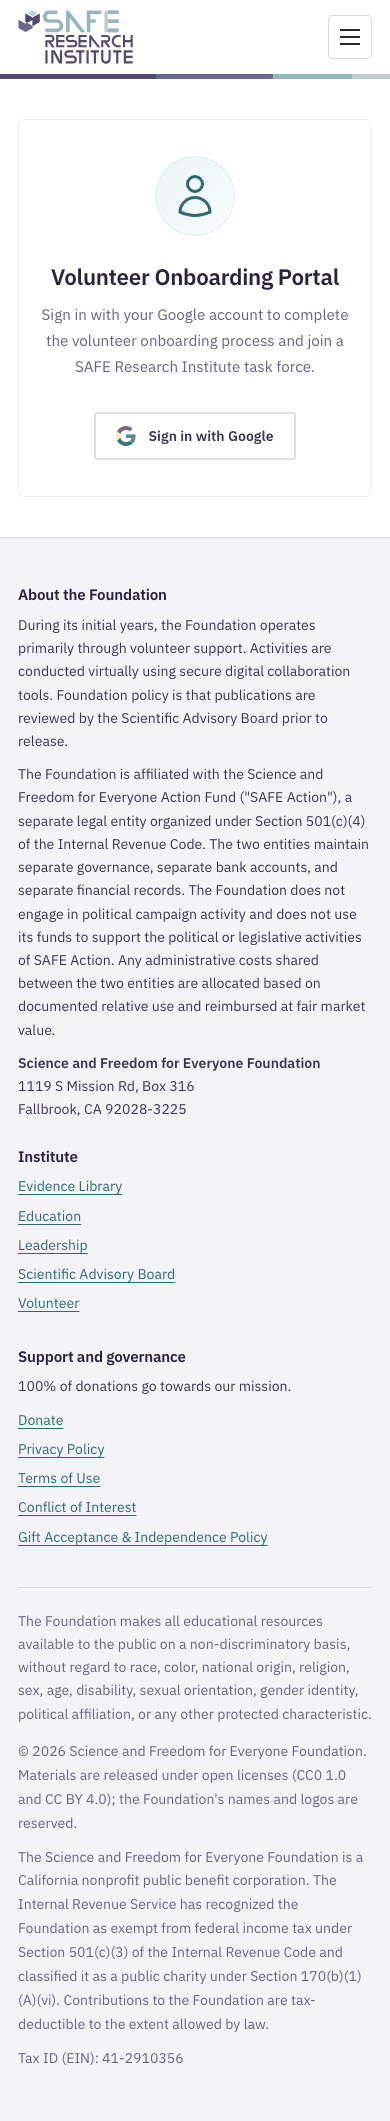 SAFE
RESEARCH
INSTITUTE
Volunteer Onboarding Portal
Sign in with your Google account to complete
the volunteer onboarding process and join a
SAFE Research Institute task force.
Sign in with Google
About the Foundation
During its initial years, the Foundation operates
primarily through volunteer support. Activities are
conducted virtually using secure digital collaboration
tools. Foundation policy is that publications are
reviewed by the Scientific Advisory Board prior to
release.
The Foundation is affiliated with the Science and
Freedom for Everyone Action Fund ("SAFE Action"), a
separate legal entity organized under Section 501(c)(4)
of the Internal Revenue Code. The two entities maintain
separate governance, separate bank accounts, and
separate financial records. The Foundation does not
engage in political campaign activity and does not use
its funds to support the political or legislative activities
of SAFE Action. Any administrative costs shared
between the two entities are allocated based on
documented relative use and reimbursed at fair market
value.
Science and Freedom for Everyone Foundation
1119 S Mission Rd, Box 316
Fallbrook, CA 92028-3225
Institute
Evidence Library
Education
Leadership
Scientific Advisory Board
Volunteer
Support and governance
100% of donations go towards our mission.
Donate
Privacy Policy
Terms of Use
Conflict of Interest
Gift Acceptance & Independence Policy
The Foundation makes all educational resources
available to the public on a non-discriminatory basis,
without regard to race, color, national origin, religion,
sex, age, disability, sexual orientation, gender identity,
political affiliation, or any other protected characteristic.
© 2026 Science and Freedom for Everyone Foundation.
Materials are released under open licenses (CC0 1.0
and CC BY 4.0); the Foundation's names and logos are
reserved.
The Science and Freedom for Everyone Foundation is a
California nonprofit public benefit corporation. The
Internal Revenue Service has recognized the
Foundation as exempt from federal income tax under
Section 501(c)(3) of the Internal Revenue Code and
classified it as a public charity under Section 170(b)(1)
(A)(vi). Contributions to the Foundation are tax-
deductible to the extent allowed by law.
Tax ID (EIN): 41-2910356